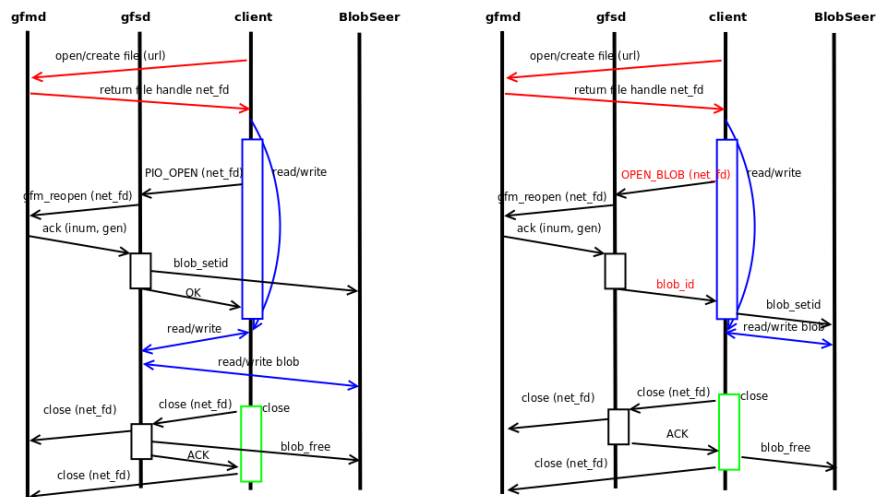 gfmd gfsd client BlobSeer
open/create file (url)
return file handle net_fd
read/write
PIO_OPEN (net_fd)
gfm_reopen (net_fd)
ack (inum, gen)
blob_setid
OK
read/write
read/write blob
close (net_fd)
close
close (net_fd)
blob_free
ACK
close (net_fd)
gfmd gfsd client BlobSeer
open/create file (url)
return file handle net_fd
read/write
OPEN_BLOB (net_fd)
gfm_reopen (net_fd)
ack (inum, gen)
blob_id
blob_setid
read/write blob
close (net_fd)
close
close (net_fd)
ACK
blob_free
close (net_fd)